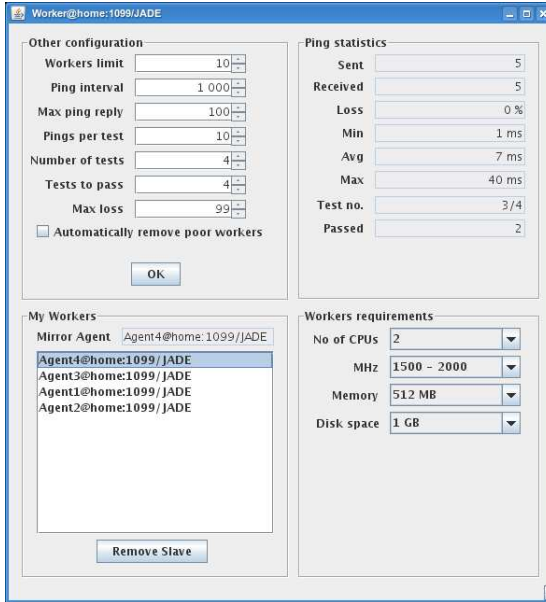 Worker@home:1099/JADE
Other configuration
Workers limit 10
Ping interval 1 000
Max ping reply 100
Pings per test 10
Number of tests 4
Tests to pass 4
Max loss 99
Automatically remove poor workers
OK
Ping statistics
Sent 5
Received 5
Loss 0 %
Min 1 ms
Avg 7 ms
Max 40 ms
Test no. 3/4
Passed 2
My Workers
Mirror Agent Agent4@home:1099/JADE
Agent4@home:1099/JADE
Agent3@home:1099/JADE
Agent1@home:1099/JADE
Agent2@home:1099/JADE
Remove Slave
Workers requirements
No of CPUs 2
MHz 1500 - 2000
Memory 512 MB
Disk space 1 GB